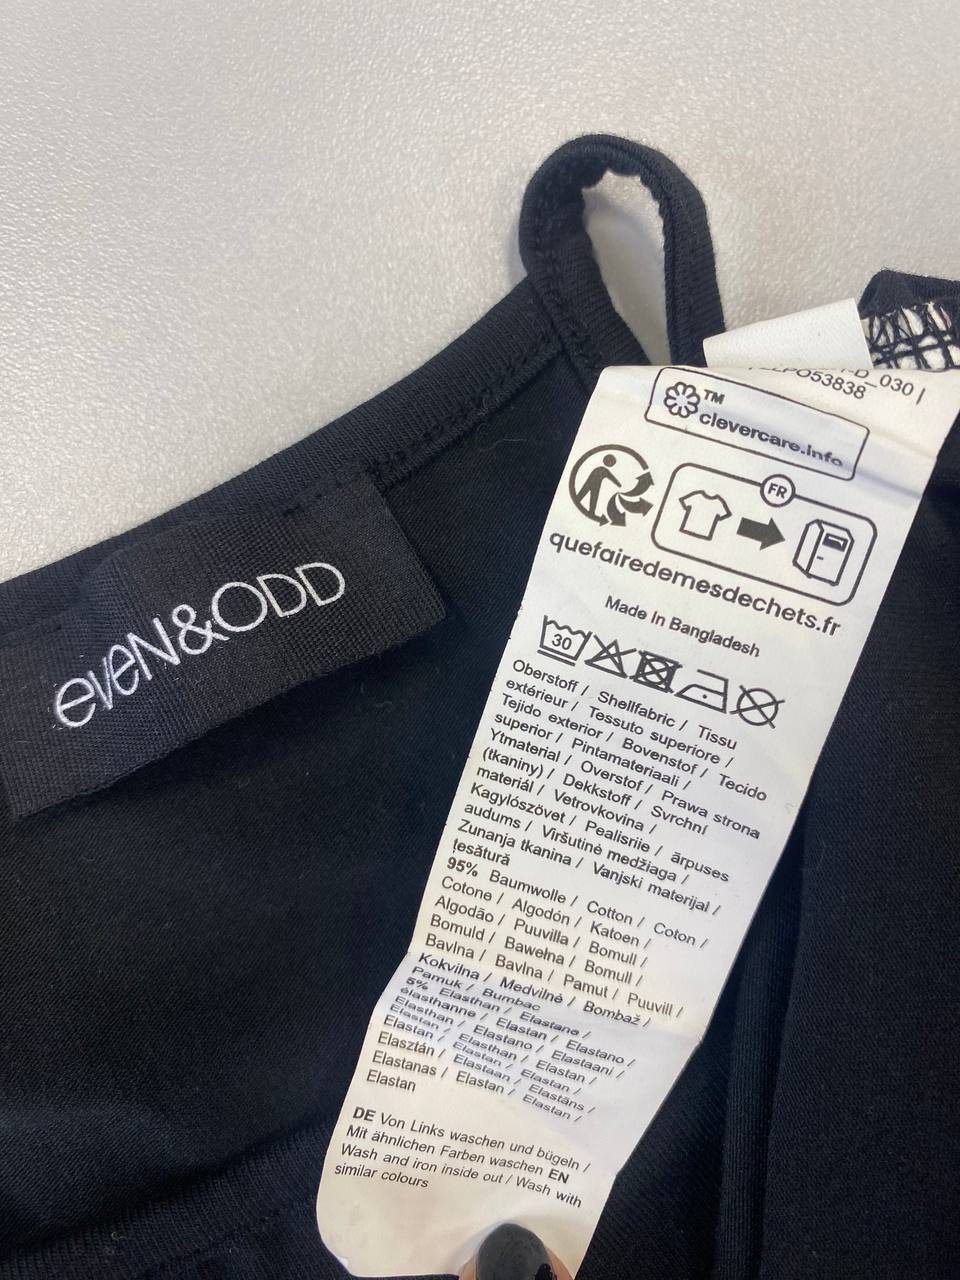 eveN&ODD
053838
_030 |
TM
clevercare.info
FR
quefairedemesdechets.fr
Made in Bangladesh
30
Oberstoff / Shellfabric / Tissu
extérieur / Tessuto superiore /
Tejido exterior / Bovenstof / Tecido
superior / Pintamateriaali /
Ytmaterial / Overstof / Prawa strona
(tkaniny) / Dekkstoff / Svrchní
materiál / Vetrovkovina /
Kagylószövet / Pealisriie / ārpuses
audums / Viršutinė medžiaga /
Zunanja tkanina / Vanjski materijal /
țesătură
95% Baumwolle / Cotton / Coton /
Cotone / Algodón / Katoen /
Algodão / Puuvilla / Bomull /
Bomuld / Bawełna / Bomull /
Bavlna / Bavlna / Pamut / Puuvill /
Kokvilna / Medvilnė / Bombaž /
Pamuk / Bumbac
5% Elasthan / Elastane /
élasthanne / Elastan / Elastano /
Elasthan / Elastano / Elastaani /
Elastan / Elasthan / Elastan /
Elastan / Elastan / Elastan /
Elasztán / Elastaan / Elastāns /
Elastanas / Elastan / Elastan /
Elastan
DE Von Links waschen und bügeln /
Mit ähnlichen Farben waschen EN
Wash and iron inside out / Wash with
similar colours